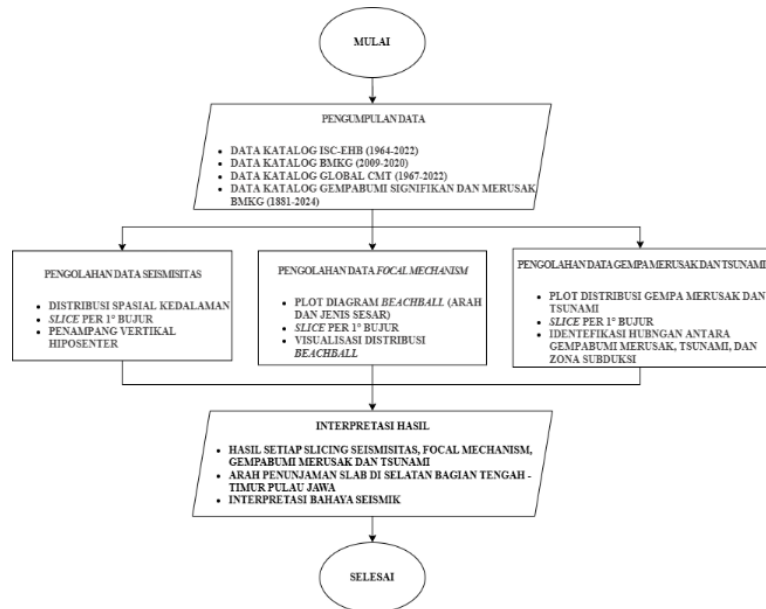 MULAI
PENGUMPULAN DATA
• DATA KATALOG ISC-EHB (1964-2022)
• DATA KATALOG BMKG (2009-2020)
• DATA KATALOG GLOBAL CMT (1967-2022)
• DATA KATALOG GEMPABUMI SIGNIFIKAN DAN MERUSAK
BMKG (1881-2024)
PENGOLAHAN DATA SEISMISITAS
• DISTRIBUSI SPASIAL KEDALAMAN
• SLICE PER 1° BUJUR
• PENAMPANG VERTIKAL
HIPOSENTER
PENGOLAHAN DATA FOCAL MECHANISM
• PLOT DIAGRAM BEACHBALL (ARAH
DAN JENIS SESAR)
• SLICE PER 1° BUJUR
• VISUALISASI DISTRIBUSI
BEACHBALL
PENGOLAHAN DATA GEMPA MERUSAK DAN TSUNAMI
• PLOT DISTRIBUSI GEMPA MERUSAK DAN
TSUNAMI
• SLICE PER 1° BUJUR
• IDENTEFIKASI HUBNGAN ANTARA
GEMPABUMI MERUSAK, TSUNAMI, DAN
ZONA SUBDUKSI
INTERPRETASI HASIL
• HASIL SETIAP SLICING SEISMISITAS, FOCAL MECHANISM,
GEMPABUMI MERUSAK DAN TSUNAMI
• ARAH PENUNJAMAN SLAB DI SELATAN BAGIAN TENGAH -
TIMUR PULAU JAWA
• INTERPRETASI BAHAYA SEISMIK
SELESAI